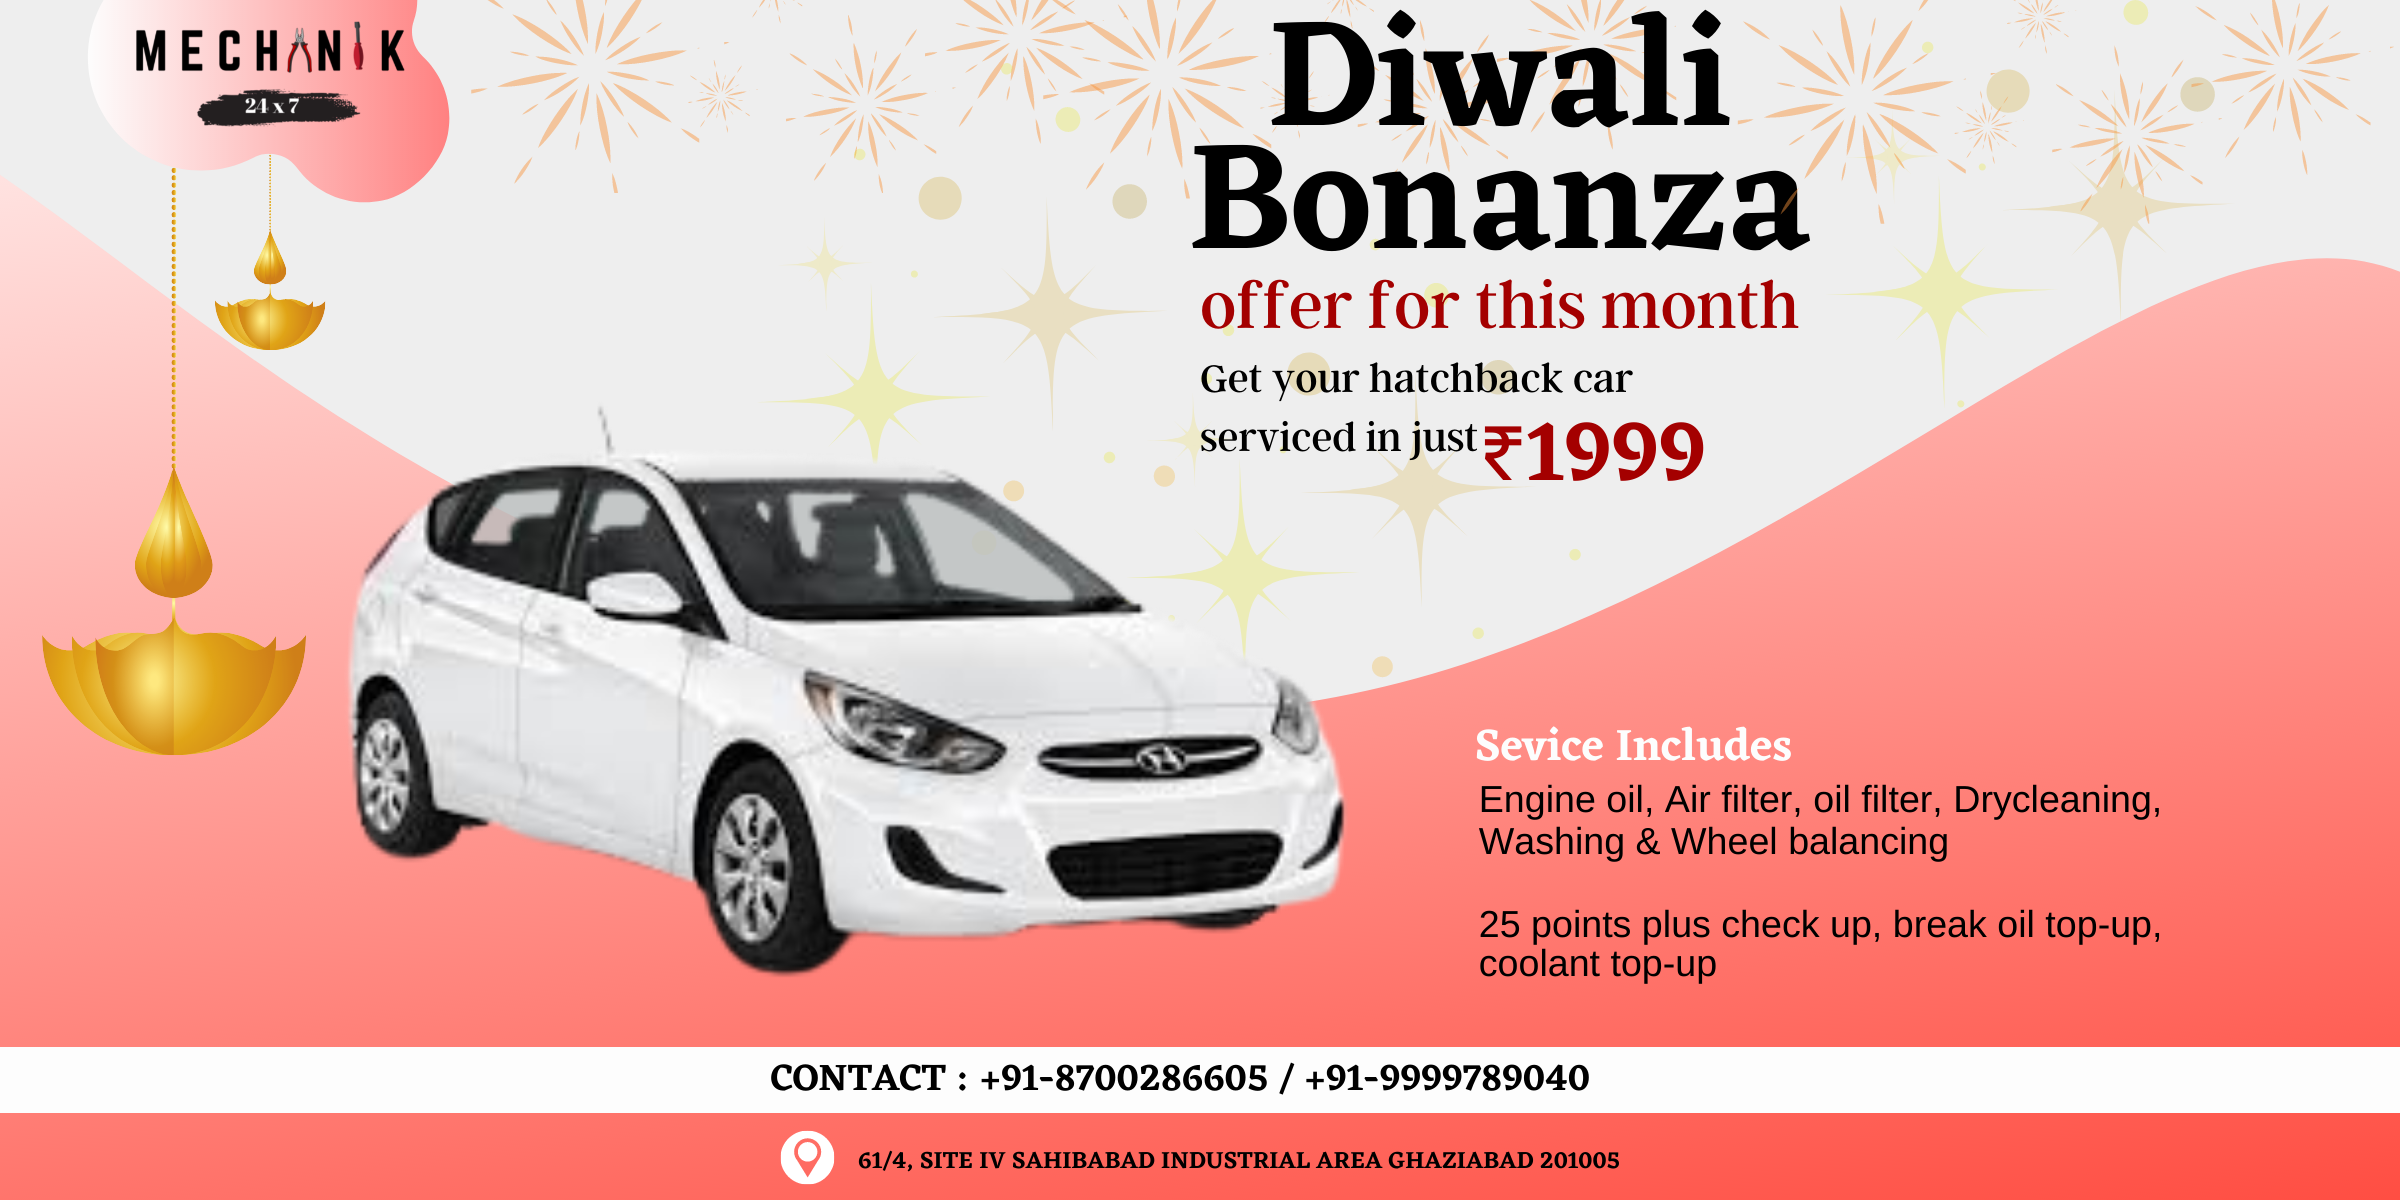 MECHANIK
24 x 7
Diwali
Bonanza
offer for this month
Get your hatchback car
serviced in just ₹1999
Sevice Includes
Engine oil, Air filter, oil filter, Drycleaning,
Washing & Wheel balancing
25 points plus check up, break oil top-up,
coolant top-up
CONTACT : +91-8700286605 / +91-9999789040
61/4, SITE IV SAHIBABAD INDUSTRIAL AREA GHAZIABAD 201005